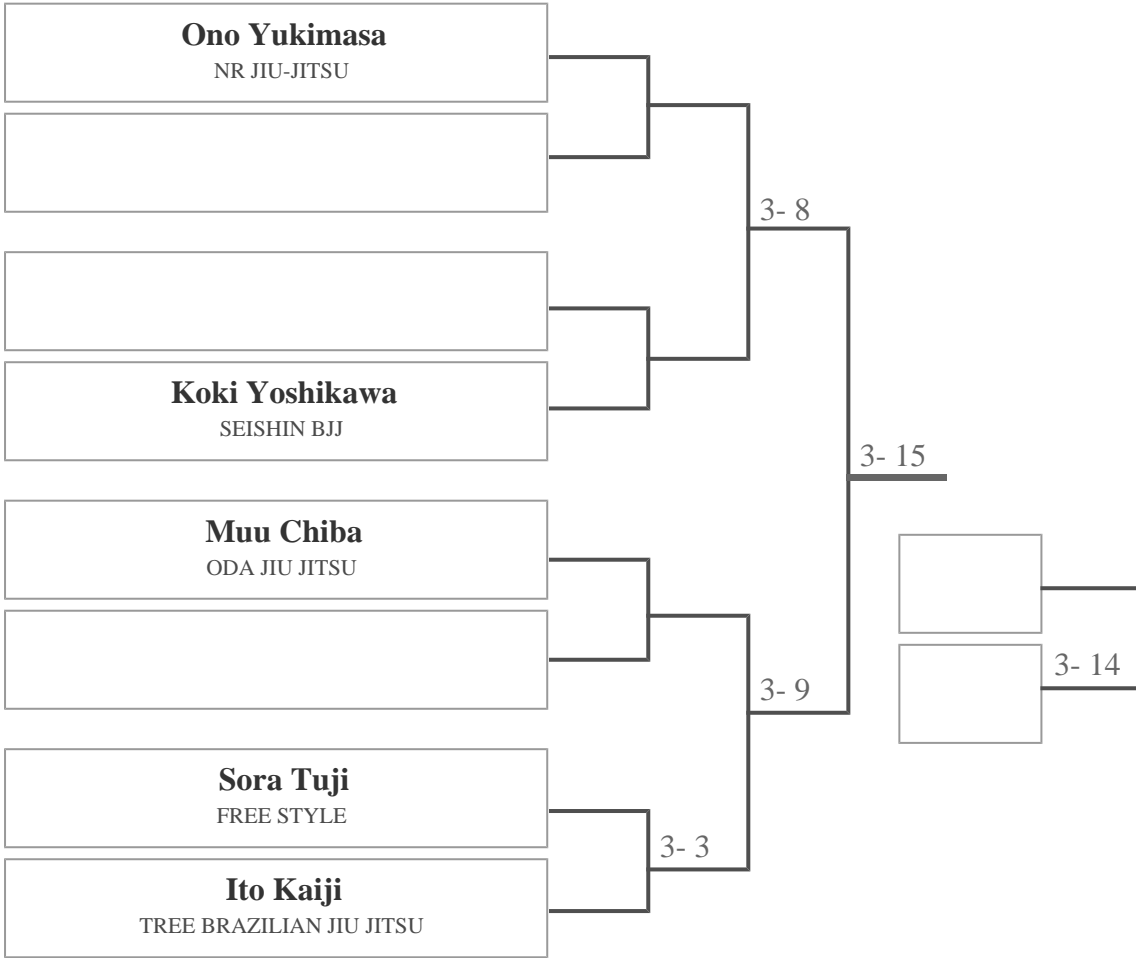 Ono Yukimasa
NR JIU-JITSU
3- 8
Koki Yoshikawa
SEISHIN BJJ
3- 15
Muu Chiba
ODA JIU JITSU
3- 14
3- 9
Sora Tuji
FREE STYLE
3- 3
Ito Kaiji
TREE BRAZILIAN JIU JITSU